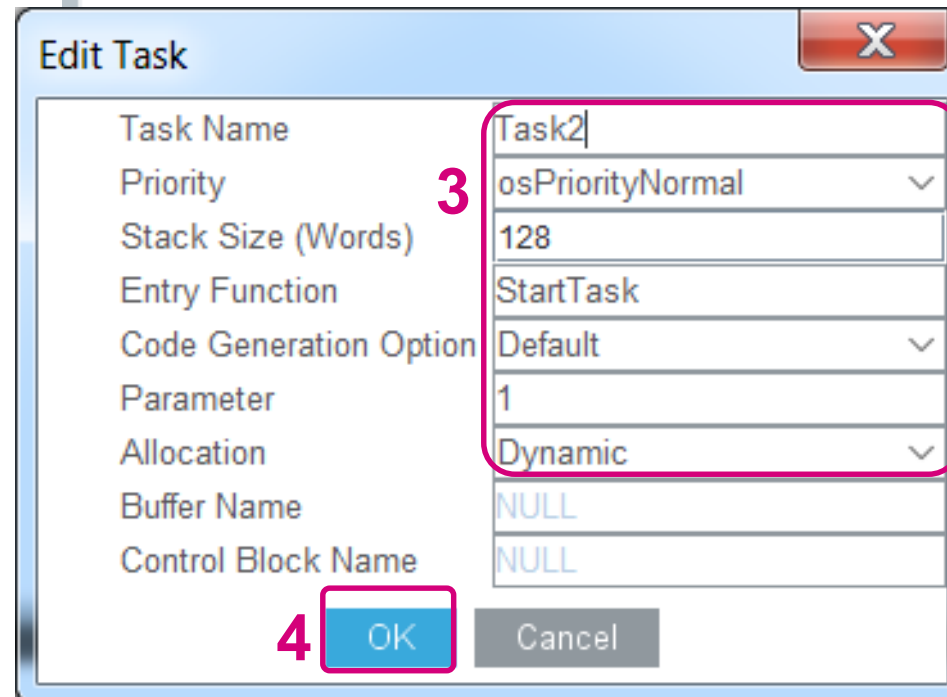 Edit Task
X
Task Name Task2
3
Priority osPriorityNormal
Stack Size (Words) 128
Entry Function StartTask
Code Generation Option Default
Parameter 1
Allocation Dynamic
Buffer Name NULL
Control Block Name NULL
4 OK Cancel